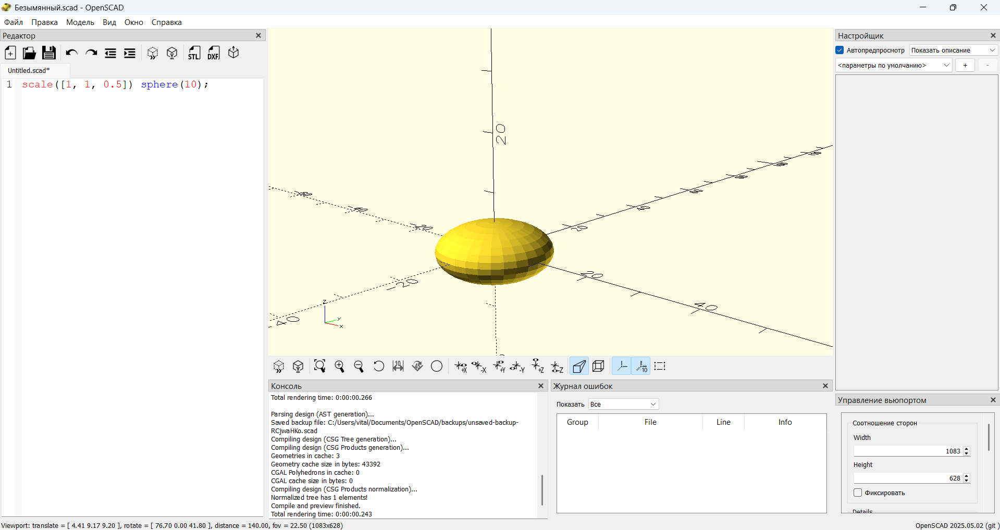 Безымянный.scad - OpenSCAD
Файл Правка Модель Вид Окно Справка
Редактор
STL DXF
Untitled.scad*
1 scale([1, 1, 0.5]) sphere(10);
20
20
40
-20
20
40
-20
Z
Y
X
10 45 +X -X +Y -Y +Z -Z 10
Консоль
Total rendering time: 0:00:00.266
Parsing design (AST generation)...
Saved backup file: C:/Users/vital/Documents/OpenSCAD/backups/unsaved-backup-
RCjwaHKo.scad
Compiling design (CSG Tree generation)...
Compiling design (CSG Products generation)...
Geometries in cache: 3
Geometry cache size in bytes: 43392
CGAL Polyhedrons in cache: 0
CGAL cache size in bytes: 0
Compiling design (CSG Products normalization)...
Normalized tree has 1 elements!
Compile and preview finished.
Total rendering time: 0:00:00.243
Журнал ошибок
Показать Все
Group File Line Info
Настройщик
Автопредпросмотр Показать описание
<параметры по умолчанию> + -
Управление вьюпортом
Соотношение сторон
Width
1083
Height
628
Фиксировать
Details
Viewport: translate = [ 4.41 9.17 9.20 ], rotate = [ 76.70 0.00 41.80 ], distance = 140.00, fov = 22.50 (1083x628)
OpenSCAD 2025.05.02 (git )